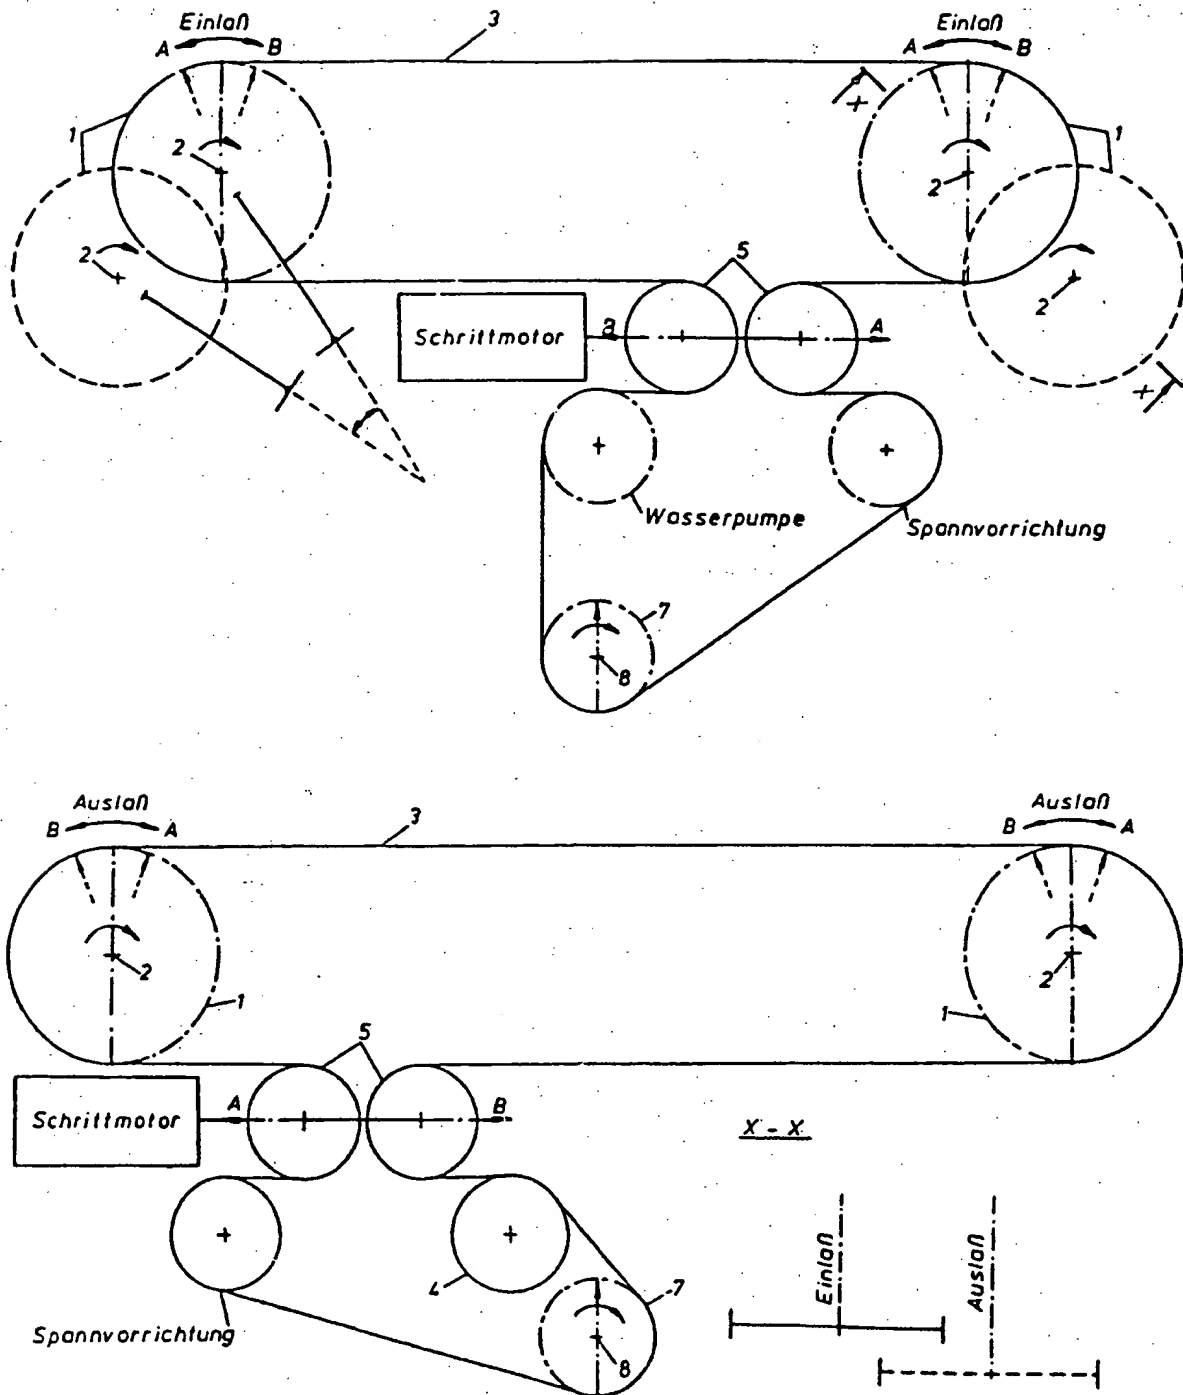 Einlaß
A B
3
Einlaß
A B
1
2
2
X
1
2
2
5
Schrittmotor
B A
X
Wasserpumpe
Spannvorrichtung
7
8
Auslaß
B A
3
Auslaß
B A
2
1
2
1
5
Schrittmotor
A B
X - X
4
7
8
Spannvorrichtung
Einlaß
Auslaß